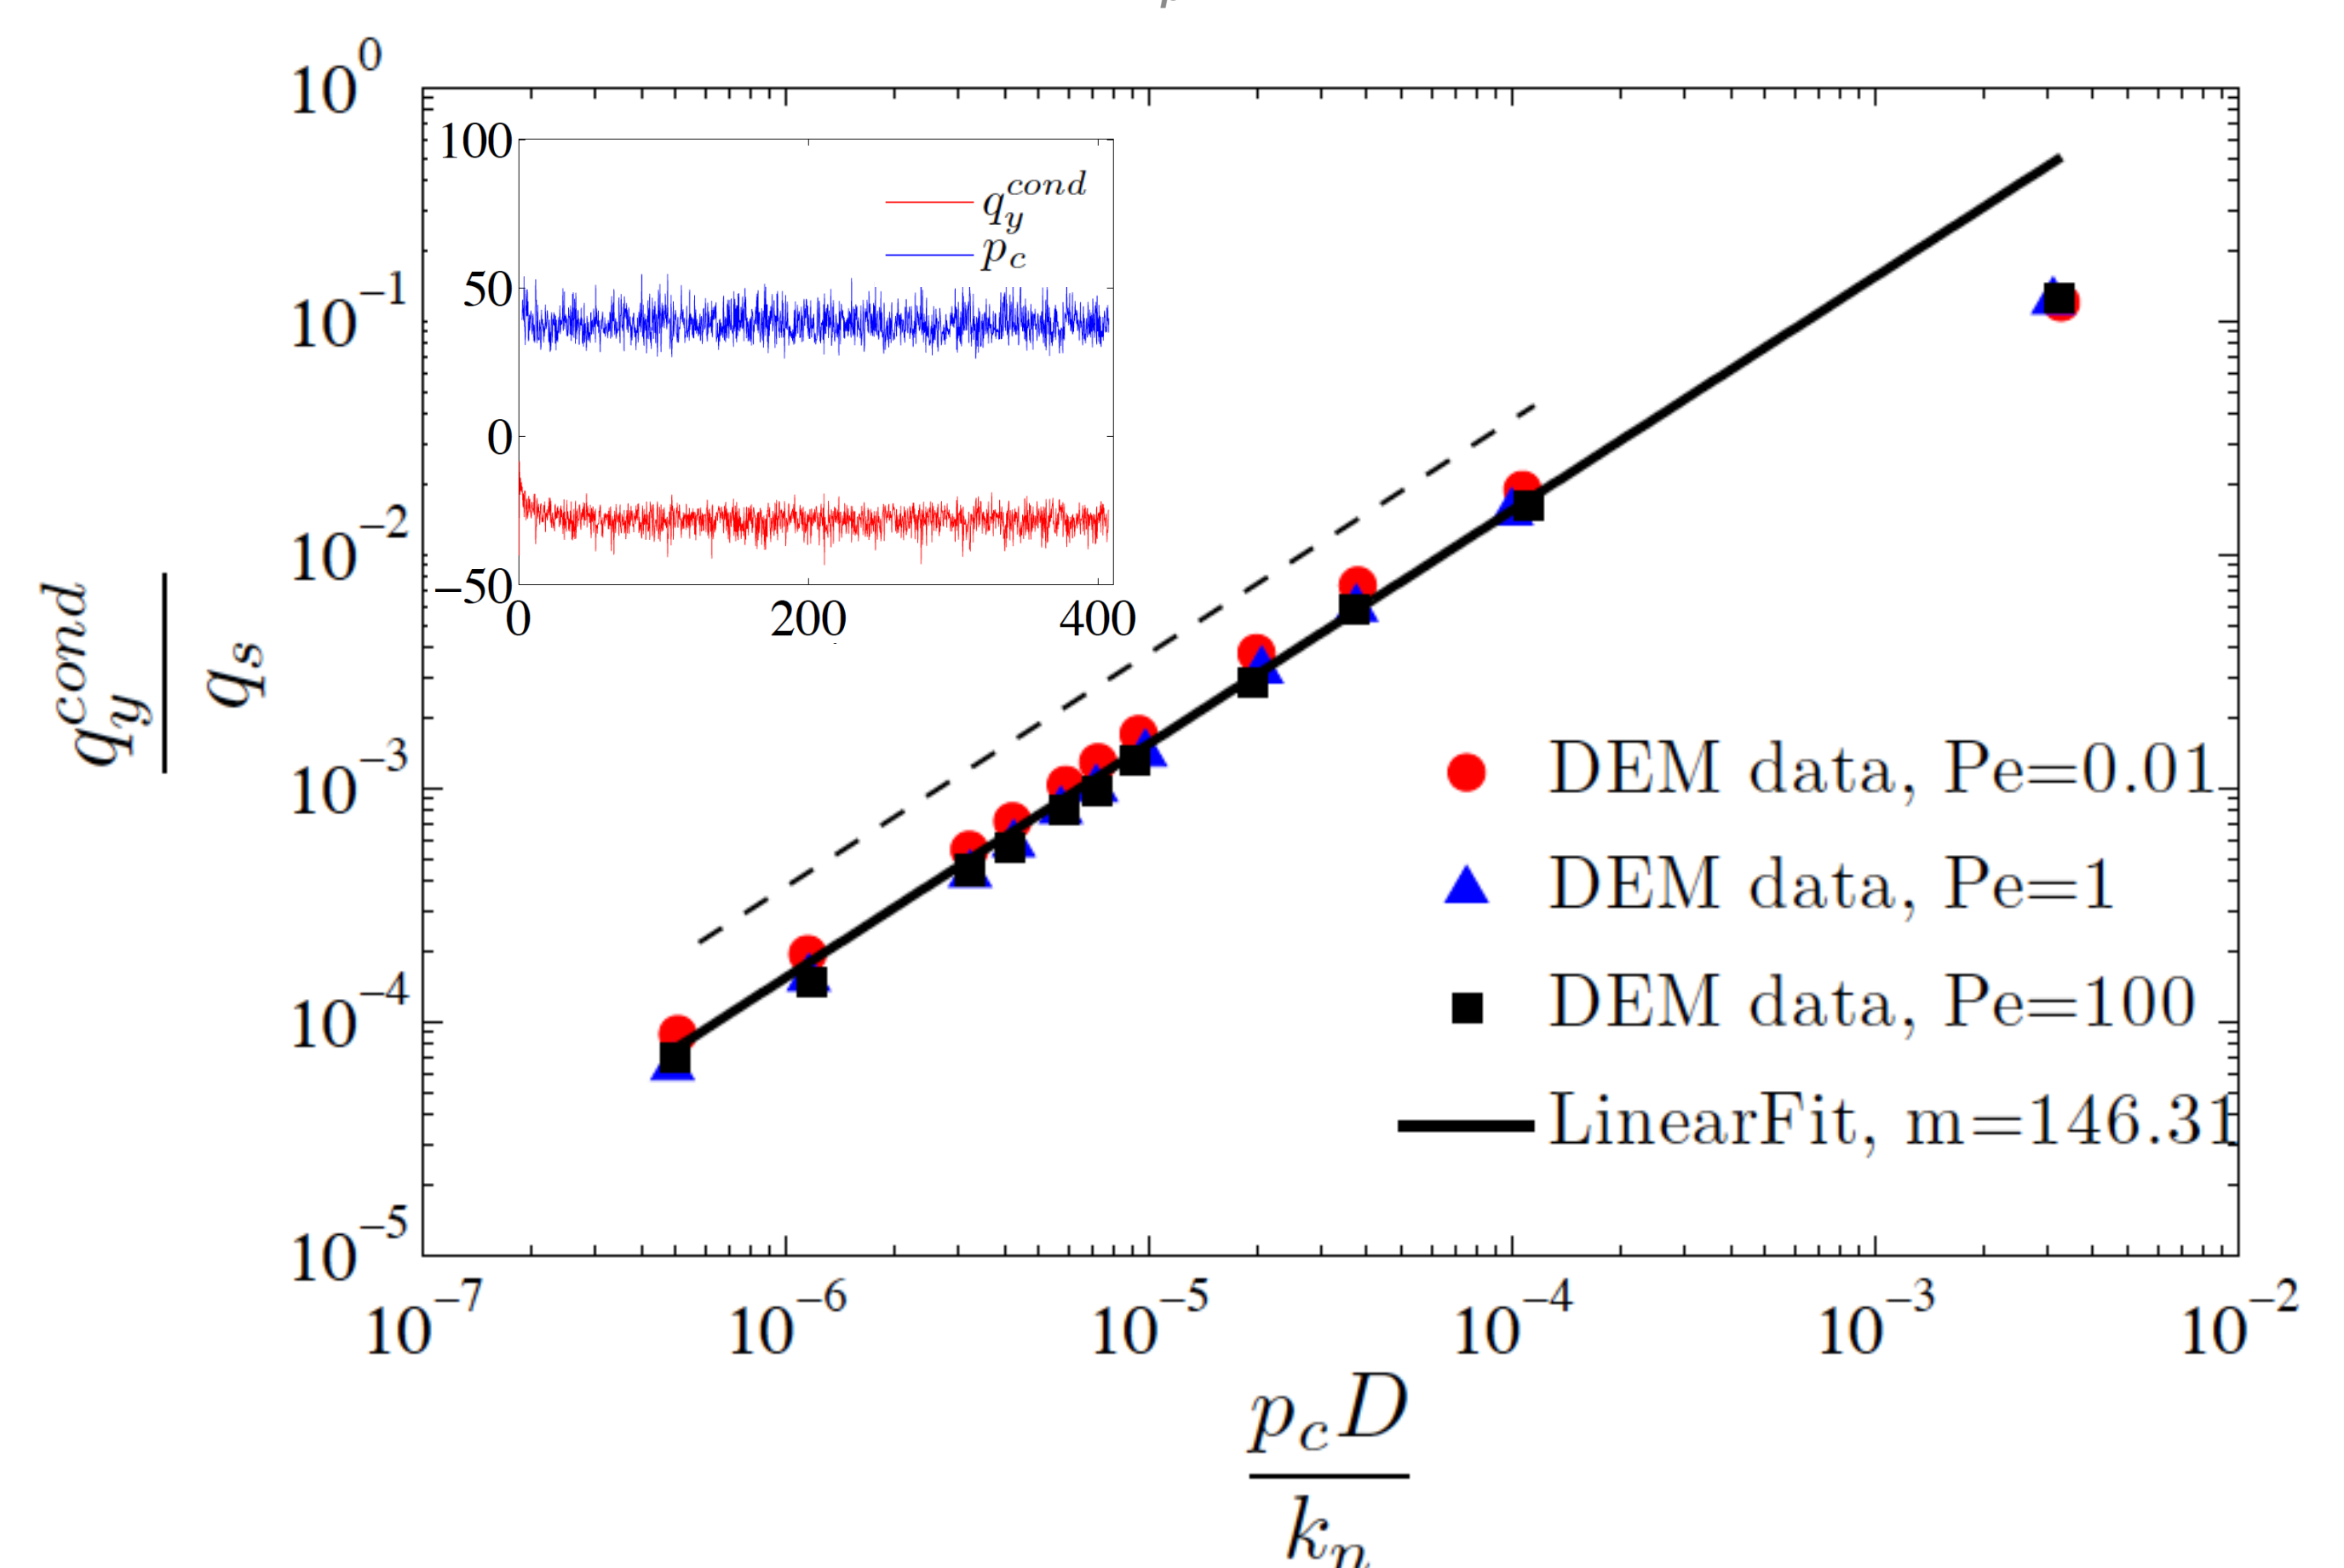 10^0
10^{-1}
10^{-2}
10^{-3}
10^{-4}
10^{-5}
q_y^{cond}
q_s
100
50
0
−50
0 200 400
q_y^{cond}
p_c
DEM data, Pe=0.01
DEM data, Pe=1
DEM data, Pe=100
LinearFit, m=146.31
10^{-7} 10^{-6} 10^{-5} 10^{-4} 10^{-3} 10^{-2}
p_c D
k_n